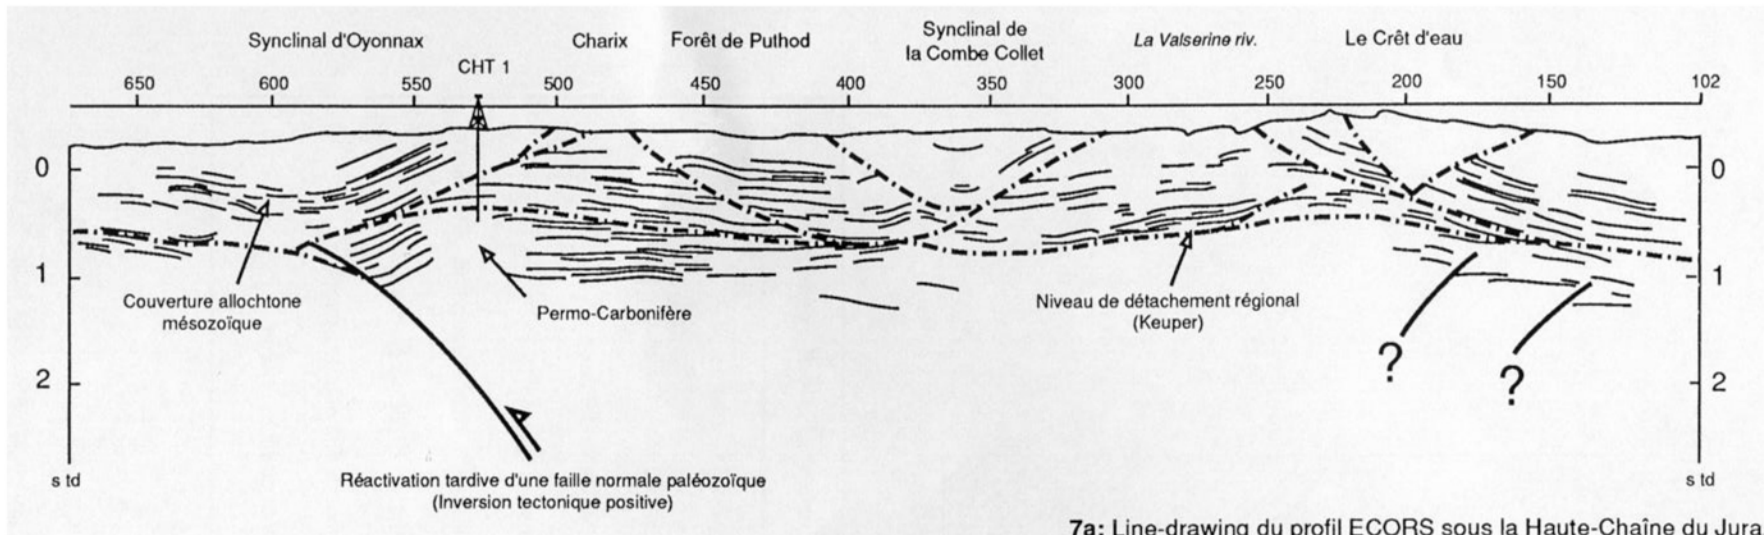 Synclinal d'Oyonnax
Charix
Forêt de Puthod
Synclinal de
la Combe Collet
La Valserine riv.
Le Crêt d'eau
CHT 1
650
600
550
500
450
400
350
300
250
200
150
102
0
0
1
1
2
2
Couverture allochtone
mésozoïque
Permo-Carbonifère
Niveau de détachement régional
(Keuper)
?
?
s td
s td
Réactivation tardive d'une faille normale paléozoïque
(Inversion tectonique positive)
7a: Line-drawing du profil ECORS sous la Haute-Chaîne du Jura